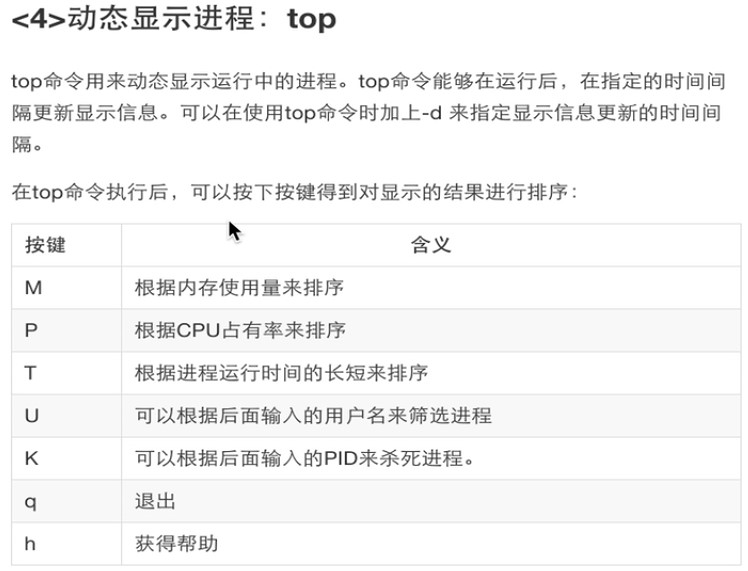 <4>动态显示进程：top
top命令用来动态显示运行中的进程。top命令能够在运行后，在指定的时间间
隔更新显示信息。可以在使用top命令时加上-d 来指定显示信息更新的时间间
隔。
在top命令执行后，可以按下按键得到对显示的结果进行排序：
按键 含义
M 根据内存使用量来排序
P 根据CPU占有率来排序
T 根据进程运行时间的长短来排序
U 可以根据后面输入的用户名来筛选进程
K 可以根据后面输入的PID来杀死进程。
q 退出
h 获得帮助